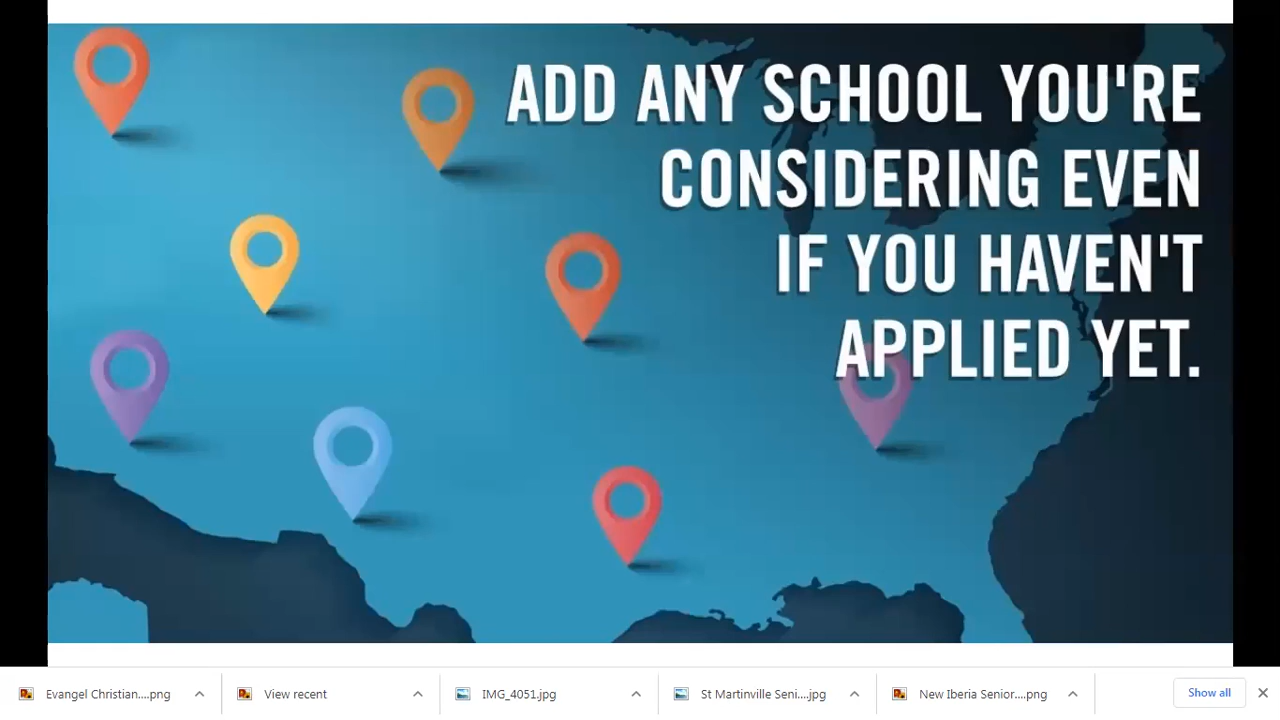 ADD ANY SCHOOL YOU'RE
CONSIDERING EVEN
IF YOU HAVEN'T
APPLIED YET.
Evangel Christian....png
View recent
IMG_4051.jpg
St Martinville Seni....jpg
New Iberia Senior....png
Show all